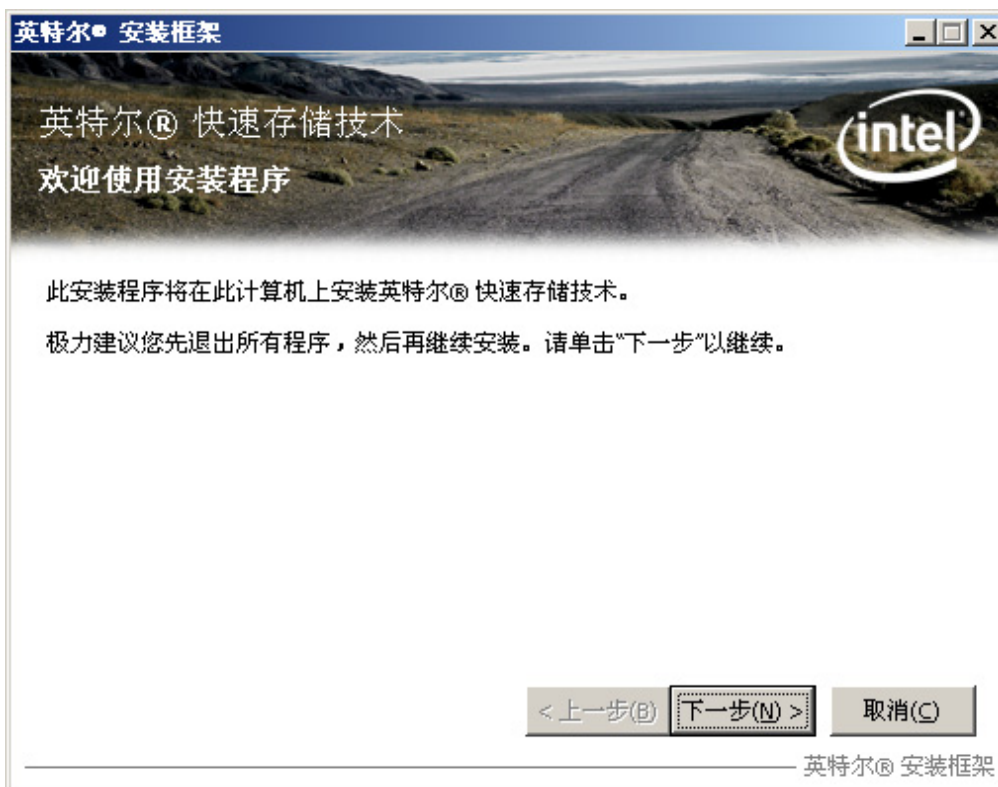 英特尔® 安装框架
英特尔® 快速存储技术
intel
欢迎使用安装程序
此安装程序将在此计算机上安装英特尔® 快速存储技术。
极力建议您先退出所有程序，然后再继续安装。请单击“下一步”以继续。
< 上一步(B) 下一步(N) > 取消(C)
英特尔® 安装框架